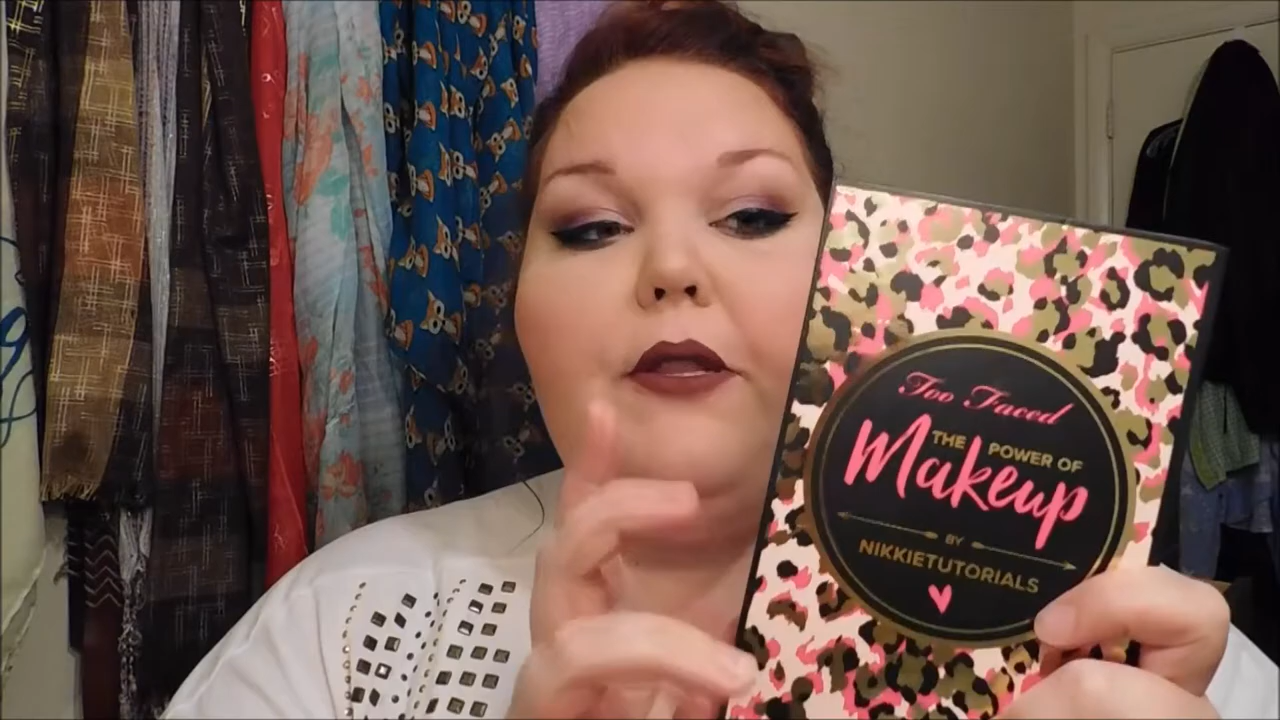 Too Faced
THE POWER OF
Makeup
BY
NIKKIETUTORIALS